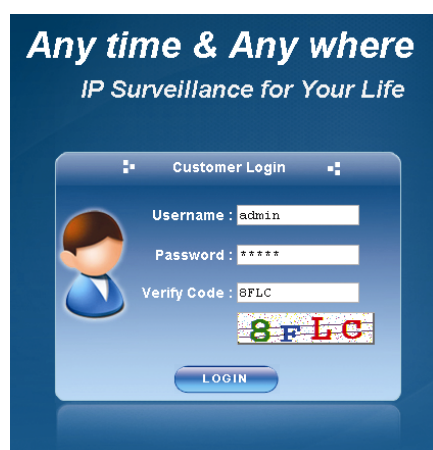 Any time & Any where
IP Surveillance for Your Life
Customer Login
Username : admin
Password : *****
Verify Code : 8FLC
8FLC
LOGIN